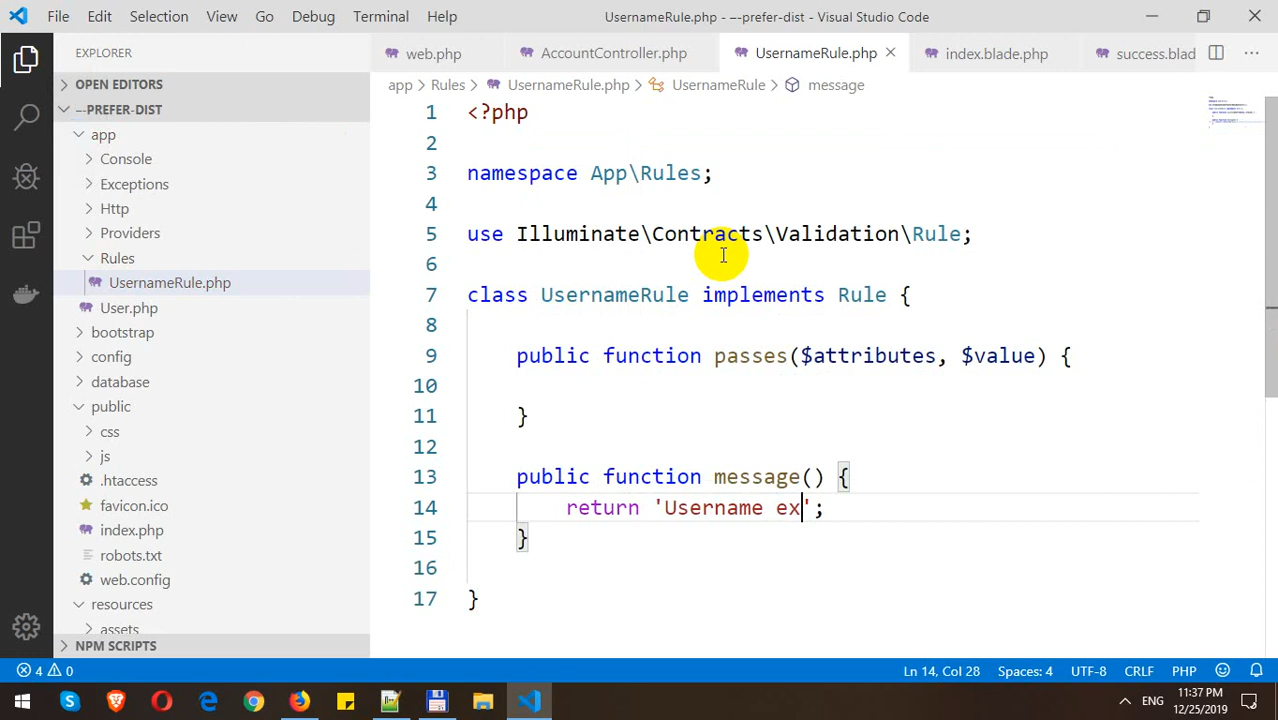 File Edit Selection View Go Debug Terminal Help UsernameRule.php - --prefer-dist - Visual Studio Code
EXPLORER
OPEN EDITORS
--PREFER-DIST
app
Console
Exceptions
Http
Providers
Rules
UsernameRule.php
User.php
bootstrap
config
database
public
css
js
.htaccess
favicon.ico
index.php
robots.txt
web.config
resources
assets
NPM SCRIPTS
web.php AccountController.php UsernameRule.php index.blade.php success.blad
app Rules UsernameRule.php UsernameRule message
1 <?php
2
3 namespace App\Rules;
4
5 use Illuminate\Contracts\Validation\Rule;
6
7 class UsernameRule implements Rule {
8
9 public function passes($attributes, $value) {
10
11 }
12
13 public function message() {
14 return 'Username ex';
15 }
16
17 }
4 0 Ln 14, Col 28 Spaces: 4 UTF-8 CRLF PHP
ENG 11:37 PM
12/25/2019